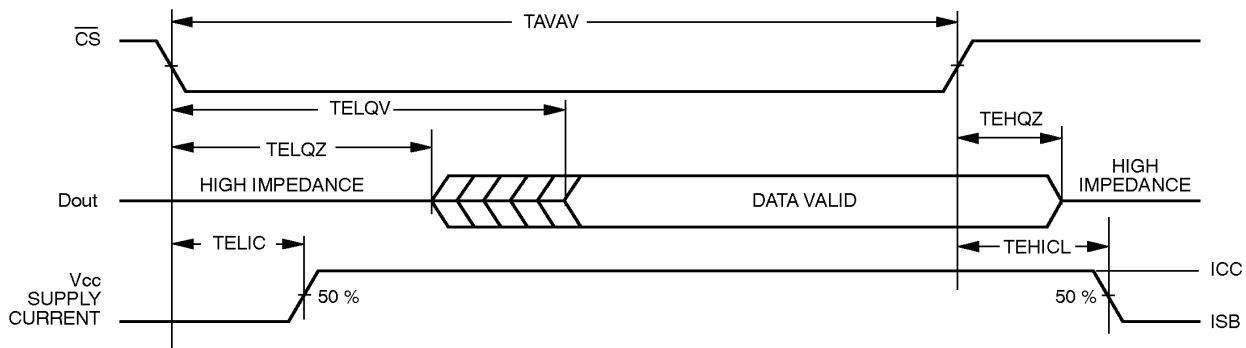 TAVAV
CS
TELQV
TEHQZ
TELQZ
HIGH IMPEDANCE
HIGH
IMPEDANCE
Dout
DATA VALID
TELIC
TEHICL
Vcc
SUPPLY
CURRENT
50 %
50 %
ICC
ISB